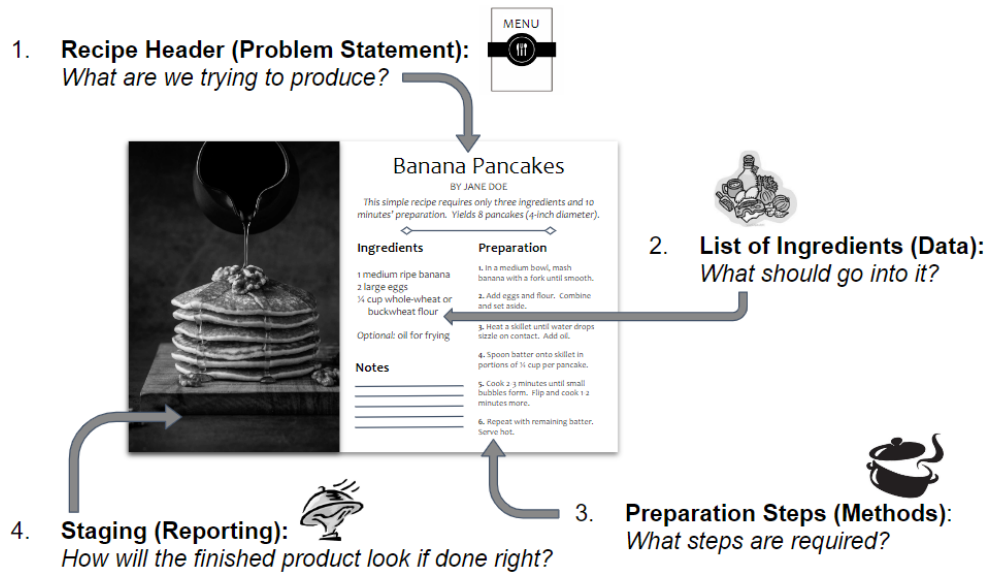 MENU
1. Recipe Header (Problem Statement):
What are we trying to produce?
Banana Pancakes
BY JANE DOE
This simple recipe requires only three ingredients and 10
minutes' preparation. Yields 8 pancakes (4-inch diameter).
Ingredients
1 medium ripe banana
2 large eggs
¼ cup whole-wheat or
buckwheat flour
Optional: oil for frying
Notes
Preparation
1. In a medium bowl, mash
banana with a fork until smooth.
2. Add eggs and flour. Combine
and set aside.
3. Heat a skillet until water drops
sizzle on contact. Add oil.
4. Spoon batter onto skillet in
portions of ¼ cup per pancake.
5. Cook 2-3 minutes until small
bubbles form. Flip and cook 1-2
minutes more.
6. Repeat with remaining batter.
Serve hot.
2. List of Ingredients (Data):
What should go into it?
3. Preparation Steps (Methods):
What steps are required?
4. Staging (Reporting):
How will the finished product look if done right?